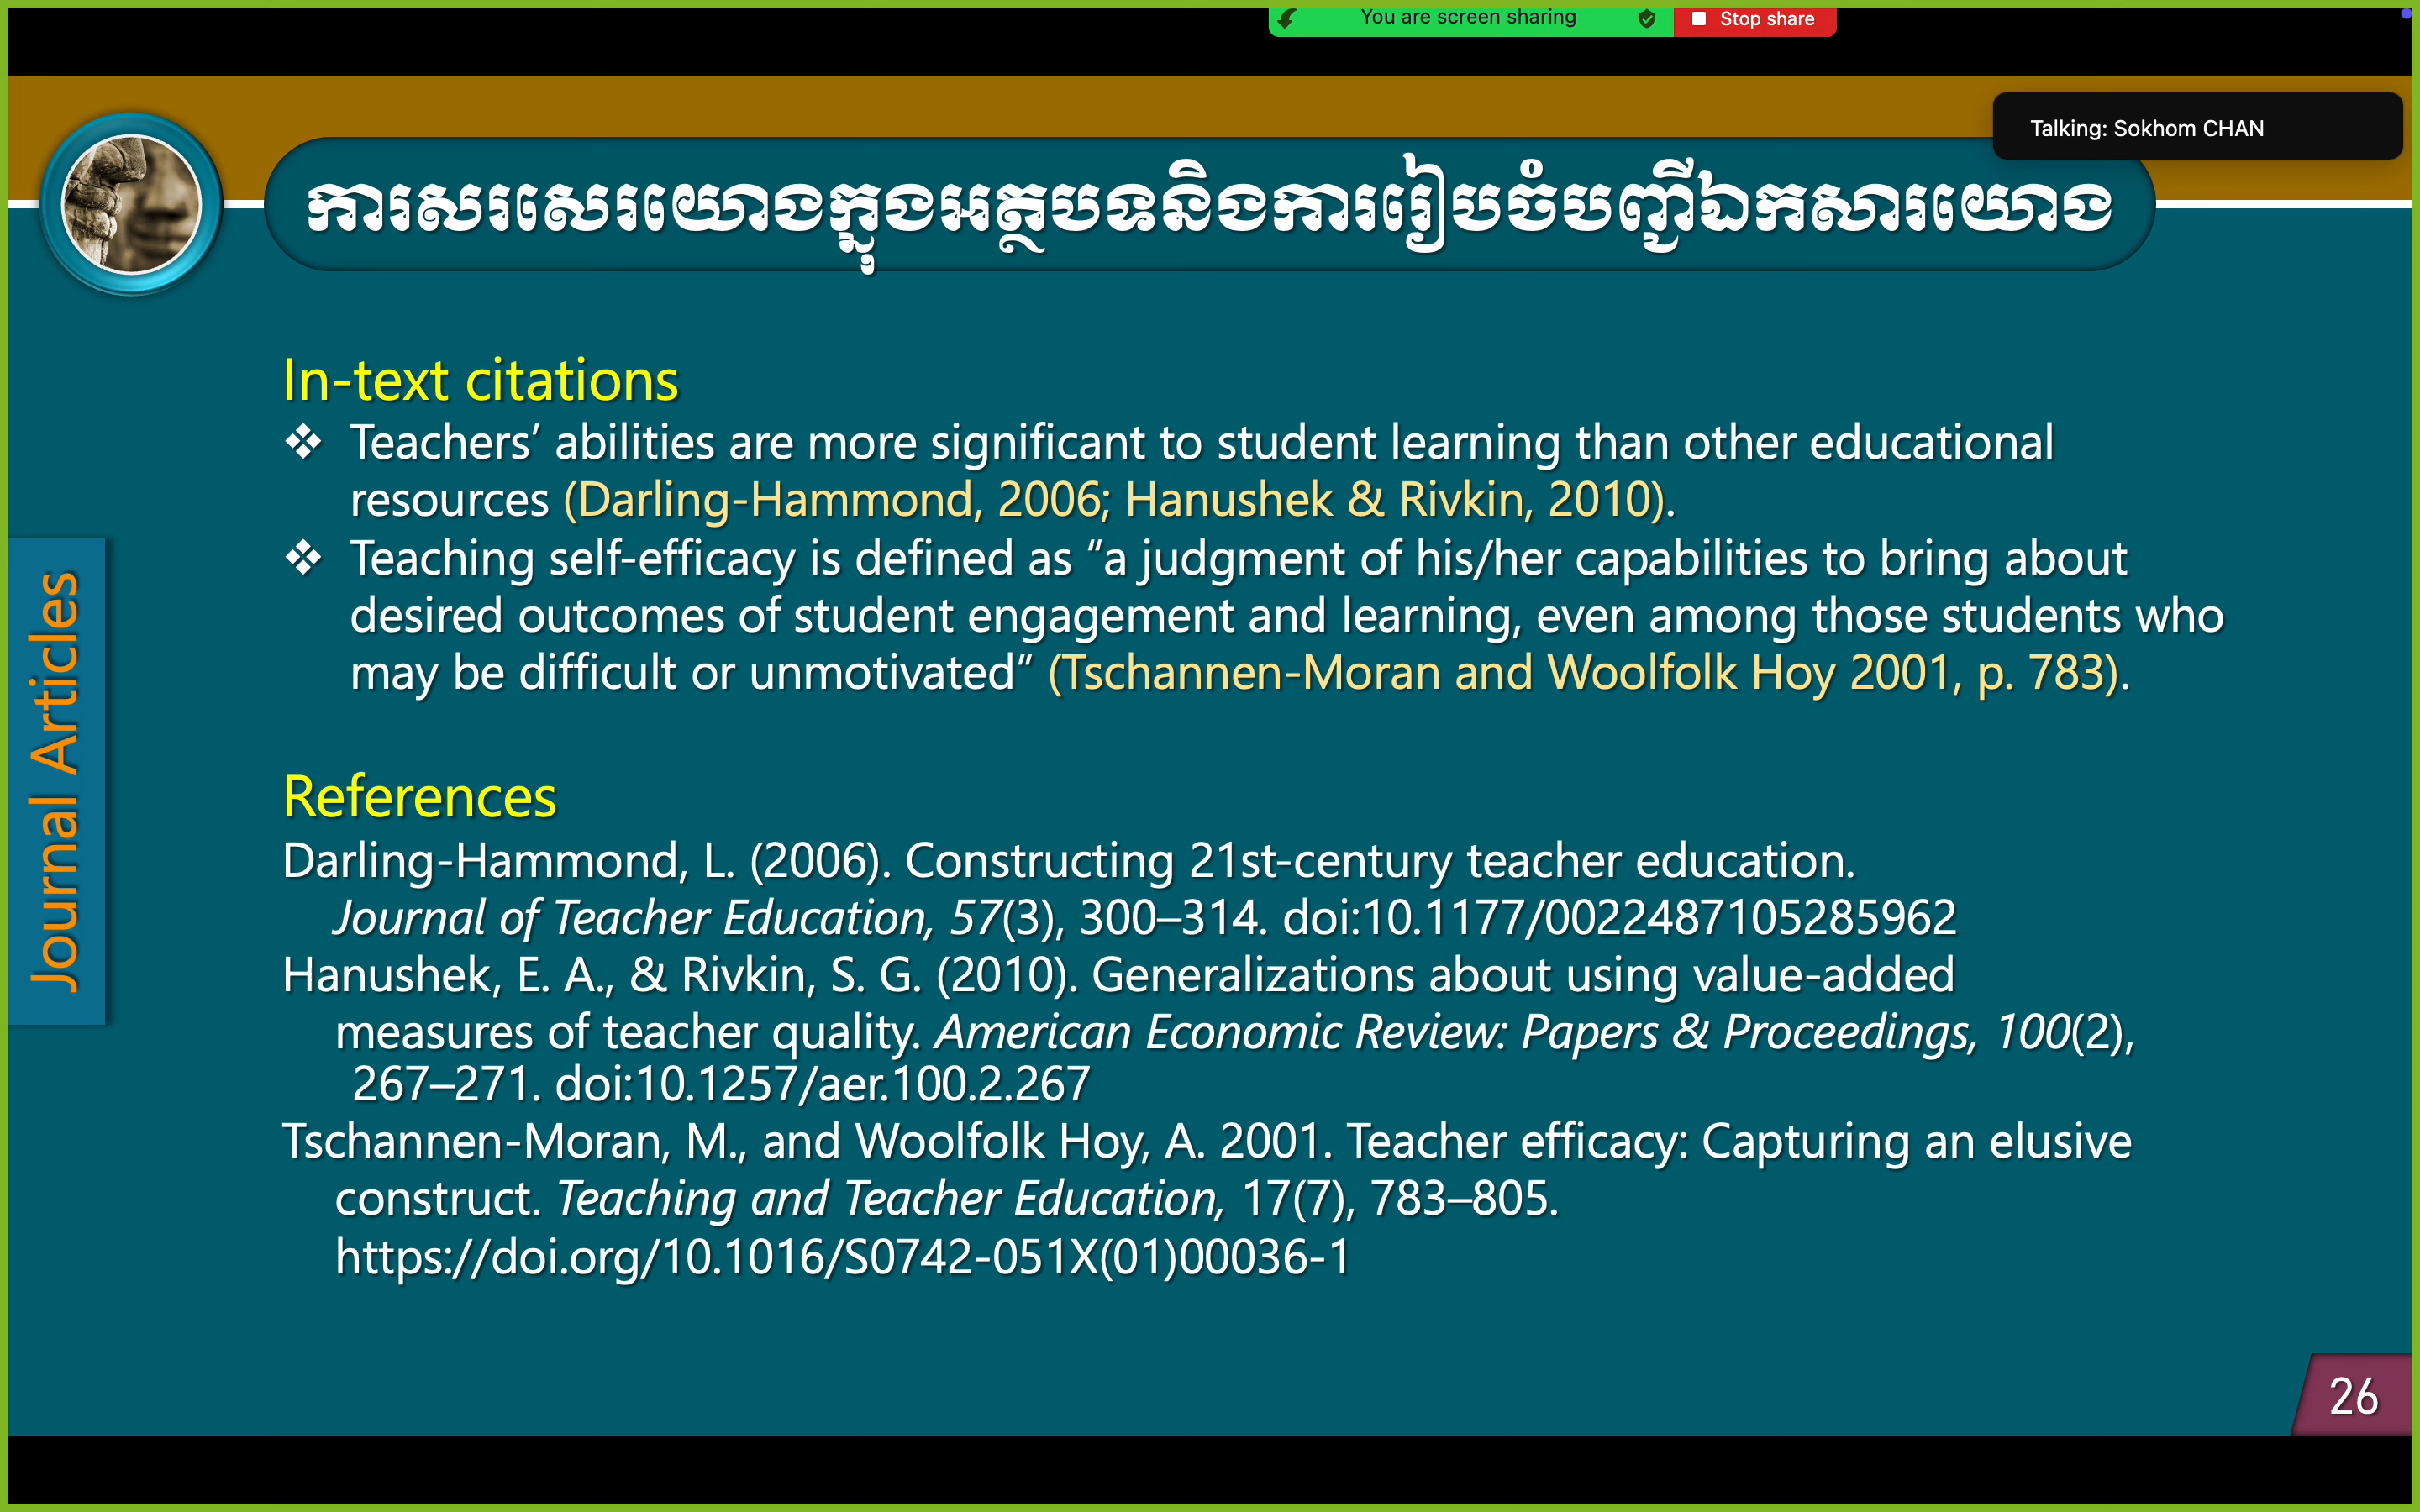 You are screen sharing
Stop share
Talking: Sokhom CHAN
ការសរសេរយោងក្នុងអត្ថបទនិងការរៀបចំបញ្ជីឯកសារយោង
In-text citations
❖ Teachers’ abilities are more significant to student learning than other educational
resources (Darling-Hammond, 2006; Hanushek & Rivkin, 2010).
❖ Teaching self-efficacy is defined as “a judgment of his/her capabilities to bring about
desired outcomes of student engagement and learning, even among those students who
may be difficult or unmotivated” (Tschannen-Moran and Woolfolk Hoy 2001, p. 783).
Journal Articles
References
Darling-Hammond, L. (2006). Constructing 21st-century teacher education.
Journal of Teacher Education, 57(3), 300–314. doi:10.1177/0022487105285962
Hanushek, E. A., & Rivkin, S. G. (2010). Generalizations about using value-added
measures of teacher quality. American Economic Review: Papers & Proceedings, 100(2),
267–271. doi:10.1257/aer.100.2.267
Tschannen-Moran, M., and Woolfolk Hoy, A. 2001. Teacher efficacy: Capturing an elusive
construct. Teaching and Teacher Education, 17(7), 783–805.
https://doi.org/10.1016/S0742-051X(01)00036-1
26